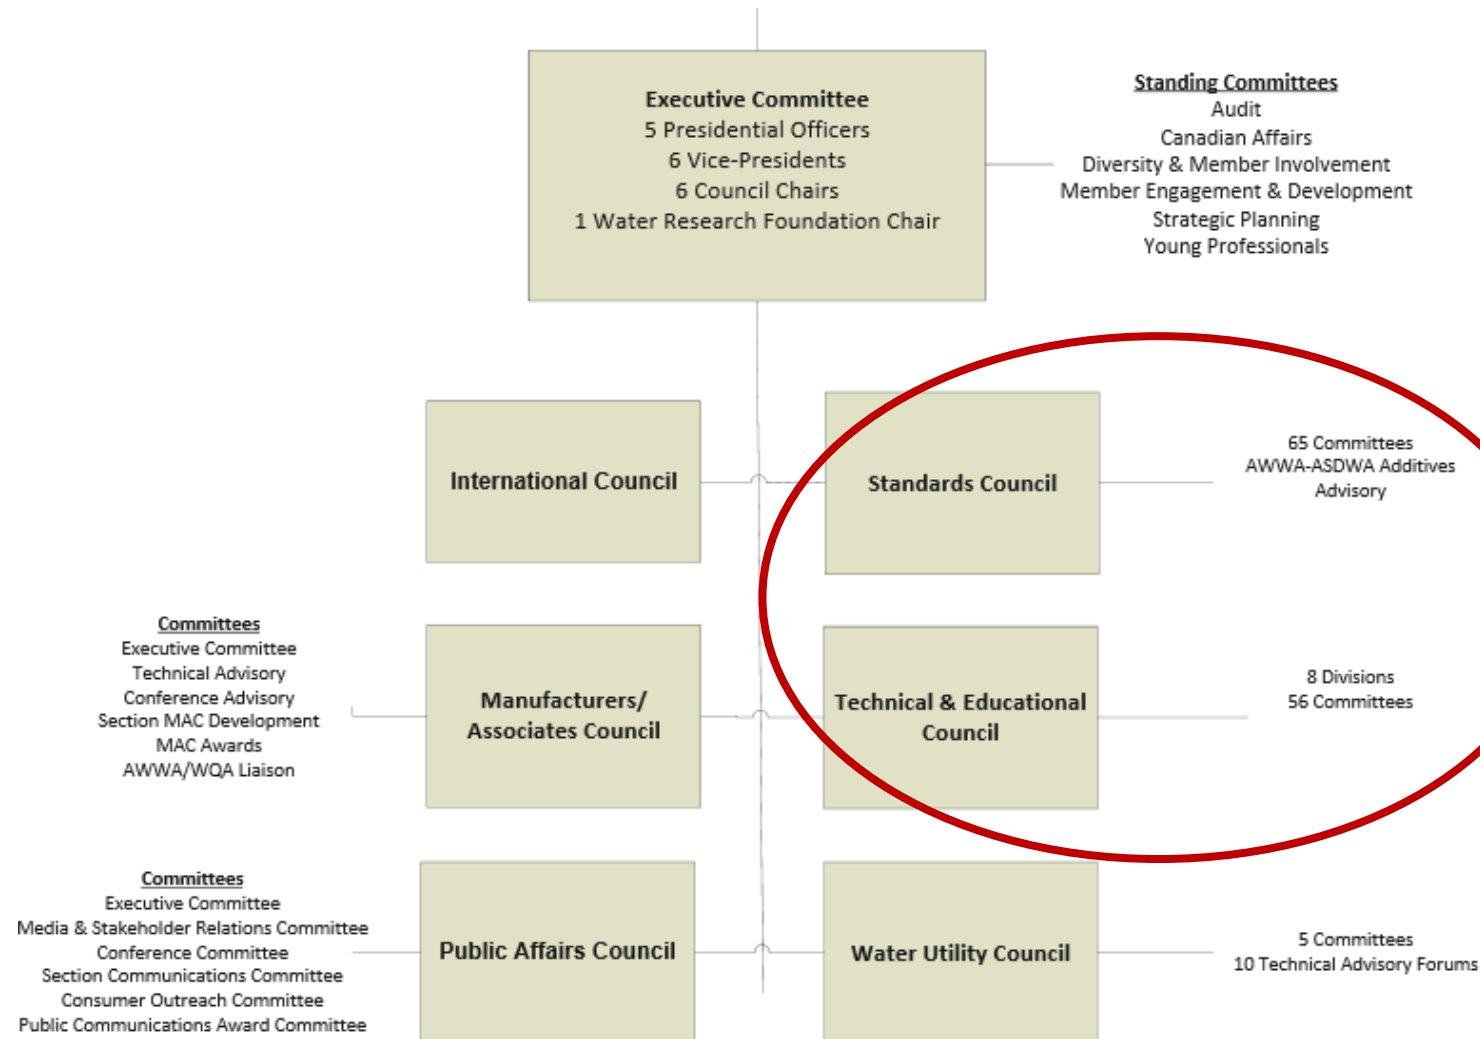 Executive Committee
5 Presidential Officers
6 Vice-Presidents
6 Council Chairs
1 Water Research Foundation Chair
Standing Committees
Audit
Canadian Affairs
Diversity & Member Involvement
Member Engagement & Development
Strategic Planning
Young Professionals
International Council
Standards Council
65 Committees
AWWA-ASDWA Additives
Advisory
Committees
Executive Committee
Technical Advisory
Conference Advisory
Section MAC Development
MAC Awards
AWWA/WQA Liaison
Manufacturers/
Associates Council
Technical & Educational
Council
8 Divisions
56 Committees
Committees
Executive Committee
Media & Stakeholder Relations Committee
Conference Committee
Section Communications Committee
Consumer Outreach Committee
Public Communications Award Committee
Public Affairs Council
Water Utility Council
5 Committees
10 Technical Advisory Forums